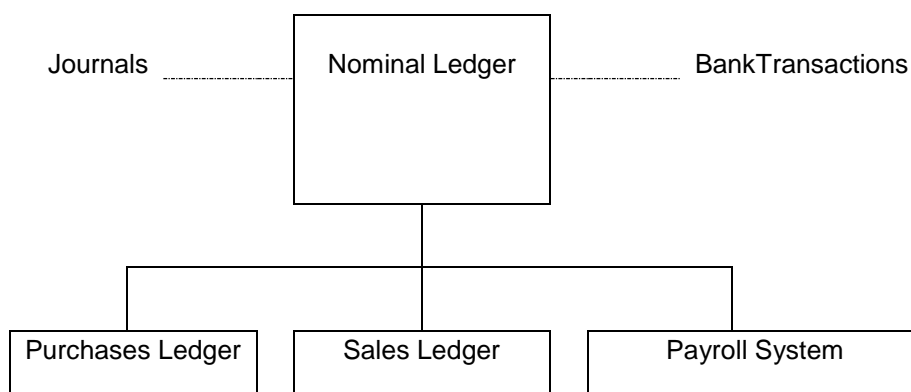 Journals
Nominal Ledger
BankTransactions
Purchases Ledger
Sales Ledger
Payroll System